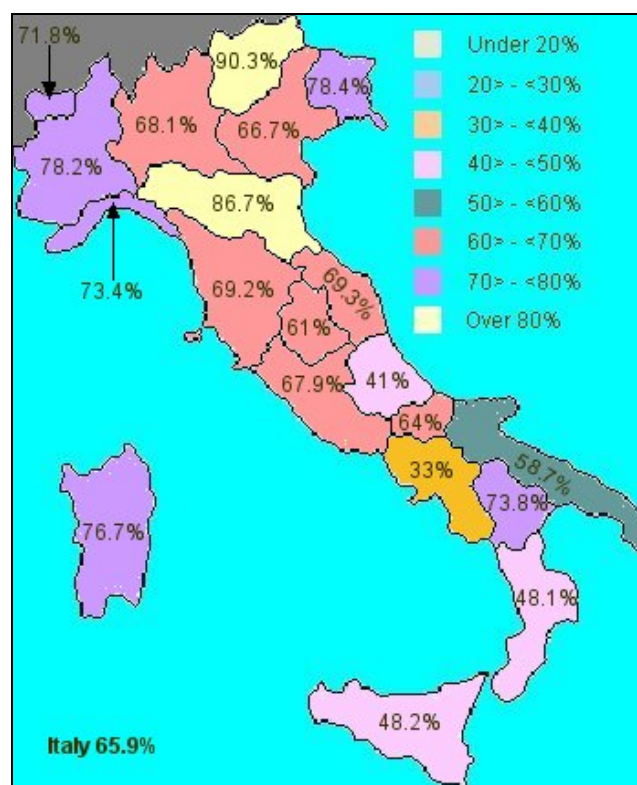 71.8%
90.3%
78.4%
68.1%
66.7%
78.2%
86.7%
73.4%
69.2%
69.3%
61%
67.9%
41%
64%
33%
58.7%
73.8%
76.7%
48.1%
48.2%
Italy 65.9%
Under 20%
20> - <30%
30> - <40%
40> - <50%
50> - <60%
60> - <70%
70> - <80%
Over 80%